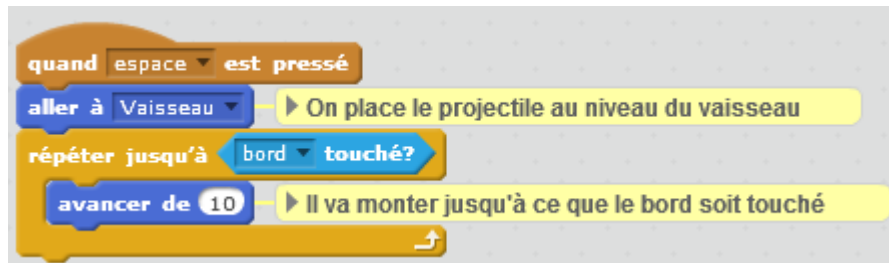 quand espace est pressé
aller à Vaisseau On place le projectile au niveau du vaisseau
répéter jusqu'à bord touché?
avancer de 10 Il va monter jusqu'à ce que le bord soit touché